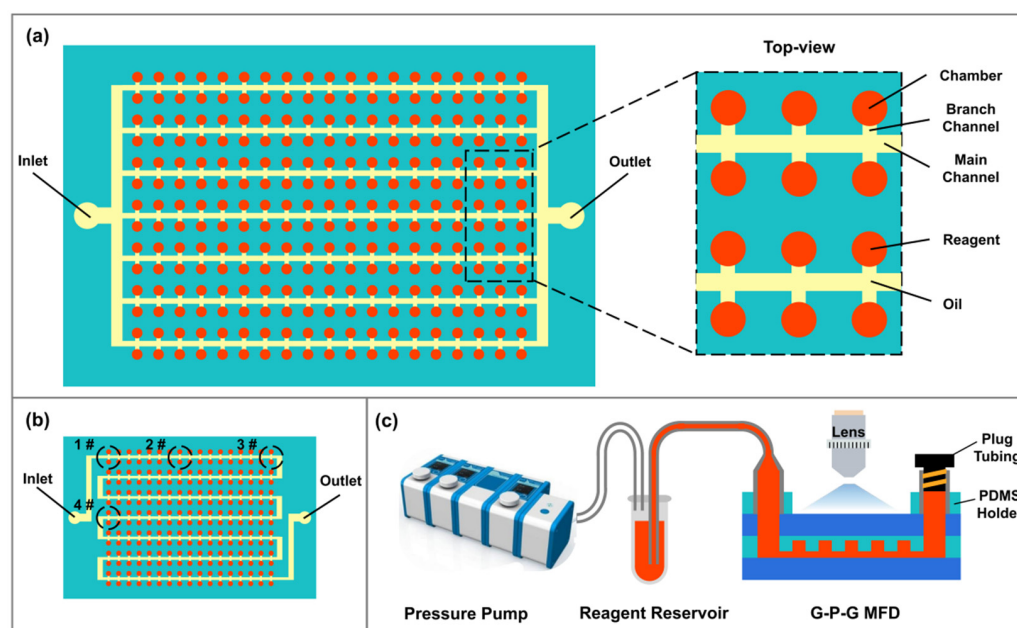 (a)
Top-view
Inlet
Outlet
Chamber
Branch
Channel
Main
Channel
Reagent
Oil
(b)
1 #
2 #
3 #
4 #
Inlet
Outlet
(c)
Lens
Plug
Tubing
PDMS
Holder
Pressure Pump
Reagent Reservoir
G-P-G MFD